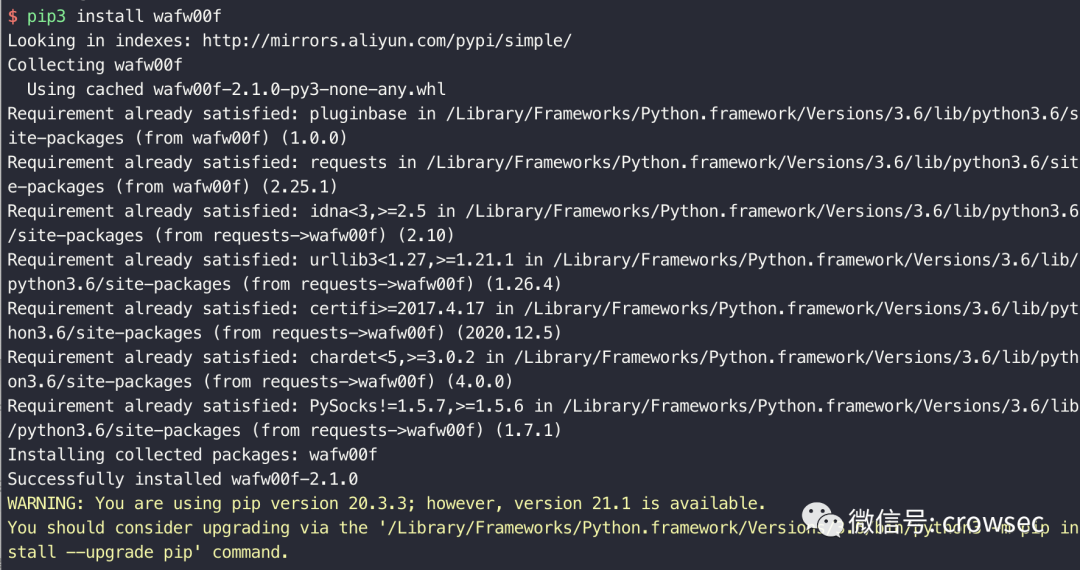 $ pip3 install wafw00f
Looking in indexes: http://mirrors.aliyun.com/pypi/simple/
Collecting wafw00f
  Using cached wafw00f-2.1.0-py3-none-any.whl
Requirement already satisfied: pluginbase in /Library/Frameworks/Python.framework/Versions/3.6/lib/python3.6/s
ite-packages (from wafw00f) (1.0.0)
Requirement already satisfied: requests in /Library/Frameworks/Python.framework/Versions/3.6/lib/python3.6/sit
e-packages (from wafw00f) (2.25.1)
Requirement already satisfied: idna<3,>=2.5 in /Library/Frameworks/Python.framework/Versions/3.6/lib/python3.6
/site-packages (from requests->wafw00f) (2.10)
Requirement already satisfied: urllib3<1.27,>=1.21.1 in /Library/Frameworks/Python.framework/Versions/3.6/lib/
python3.6/site-packages (from requests->wafw00f) (1.26.4)
Requirement already satisfied: certifi>=2017.4.17 in /Library/Frameworks/Python.framework/Versions/3.6/lib/pyt
hon3.6/site-packages (from requests->wafw00f) (2020.12.5)
Requirement already satisfied: chardet<5,>=3.0.2 in /Library/Frameworks/Python.framework/Versions/3.6/lib/pyth
on3.6/site-packages (from requests->wafw00f) (4.0.0)
Requirement already satisfied: PySocks!=1.5.7,>=1.5.6 in /Library/Frameworks/Python.framework/Versions/3.6/lib
/python3.6/site-packages (from requests->wafw00f) (1.7.1)
Installing collected packages: wafw00f
Successfully installed wafw00f-2.1.0
WARNING: You are using pip version 20.3.3; however, version 21.1 is available.
You should consider upgrading via the '/Library/Frameworks/Python.framework/Versions/3.6/bin/python3 -m pip in
stall --upgrade pip' command.
微信号: crowsec